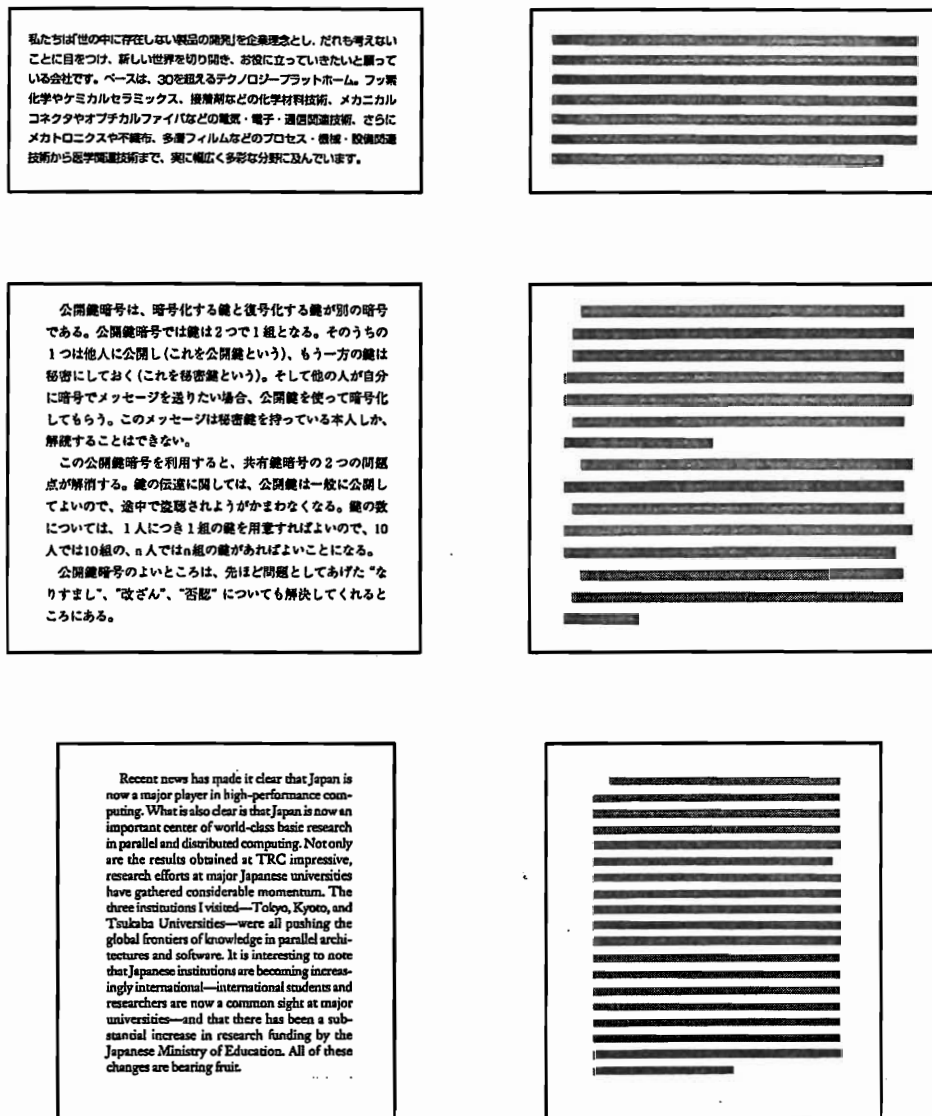 私たちは「世の中に存在しない製品の開発」を企業理念とし、だれも考えない
ことに目をつけ、新しい世界を切り開き、お役に立っていきたいと願って
いる会社です。ベースは、30を超えるテクノロジープラットホーム。フッ素
化学やケミカルセラミックス、接着剤などの化学材料技術、メカニカル
コネクタやオプチカルファイバなどの電気・電子・通信関連技術、さらに
メカトロニクスや不織布、多層フィルムなどのプロセス・機械・設備関連
技術から医学関連技術まで、実に幅広く多彩な分野に及んでいます。
公開鍵暗号は、暗号化する鍵と復号化する鍵が別の暗号
である。公開鍵暗号では鍵は2つで1組となる。そのうちの
1つは他人に公開し(これを公開鍵という)、もう一方の鍵は
秘密にしておく(これを秘密鍵という)。そして他の人が自分
に暗号でメッセージを送りたい場合、公開鍵を使って暗号化
してもらう。このメッセージは秘密鍵を持っている本人しか、
解読することはできない。
この公開鍵暗号を利用すると、共有鍵暗号の2つの問題
点が解消する。鍵の伝達に関しては、公開鍵は一般に公開し
てよいので、途中で盗聴されようがかまわなくなる。鍵の数
については、1人につき1組の鍵を用意すればよいので、10
人では10組の、n人ではn組の鍵があればよいことになる。
公開鍵暗号のよいところは、先ほど問題としてあげた“な
りすまし”、“改ざん”、“否認”についても解決してくれると
ころにある。
Recent news has made it clear that Japan is
now a major player in high-performance com-
puting. What is also clear is that Japan is now an
important center of world-class basic research
in parallel and distributed computing. Not only
are the results obtained at TRC impressive,
research efforts at major Japanese universities
have gathered considerable momentum. The
three institutions I visited—Tokyo, Kyoto, and
Tsukaba Universities—were all pushing the
global frontiers of knowledge in parallel archi-
tectures and software. It is interesting to note
that Japanese institutions are becoming increas-
ingly international—international students and
researchers are now a common sight at major
universities—and that there has been a sub-
stantial increase in research funding by the
Japanese Ministry of Education. All of these
changes are bearing fruit.